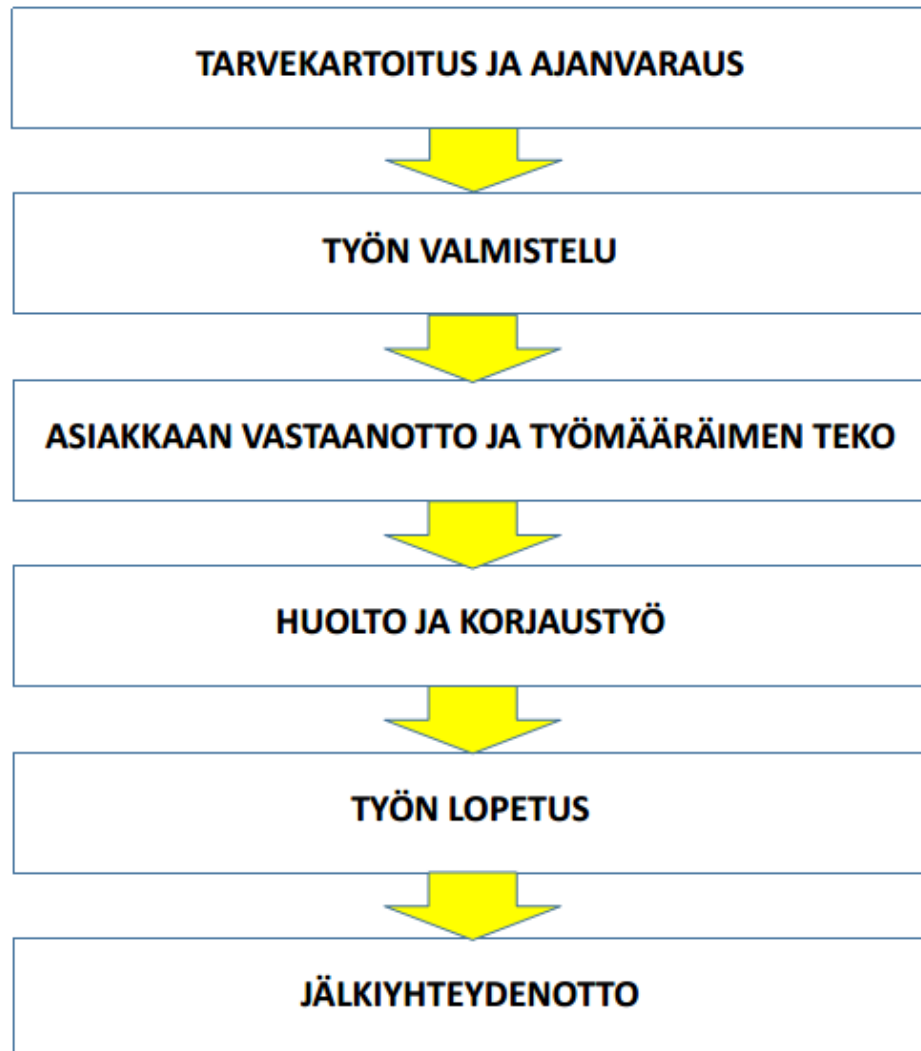 TARVEKARTOITUS JA AJANVARAUS
TYÖN VALMISTELU
ASIAKKAAN VASTAANOTTO JA TYÖMÄÄRÄIMEN TEKO
HUOLTO JA KORJAUSTYÖ
TYÖN LOPETUS
JÄLKIYHTEYDENOTTO